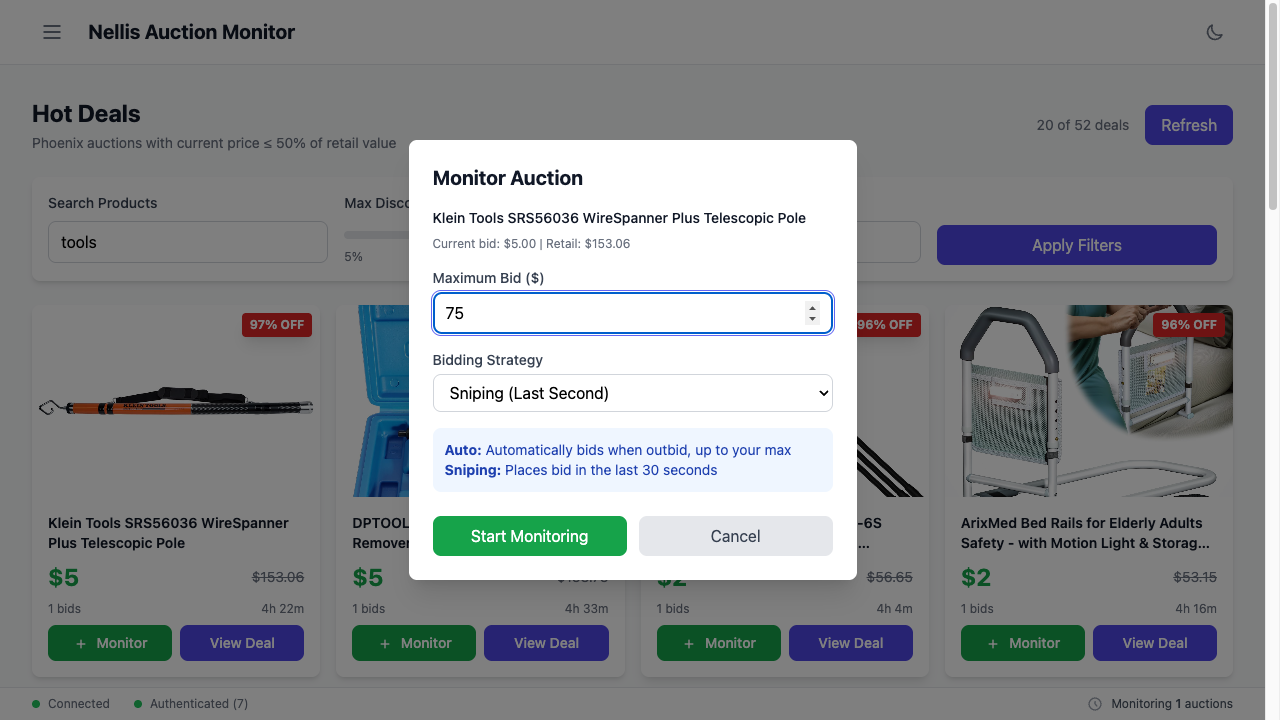 Nellis Auction Monitor
Hot Deals
Phoenix auctions with current price ≤ 50% of retail value
20 of 52 deals
Refresh
Search Products
Max Disco
tools
5%
Apply Filters
Monitor Auction
Klein Tools SRS56036 WireSpanner Plus Telescopic Pole
Current bid: $5.00 | Retail: $153.06
Maximum Bid ($)
75
Bidding Strategy
Sniping (Last Second)
Auto: Automatically bids when outbid, up to your max
Sniping: Places bid in the last 30 seconds
Start Monitoring
Cancel
97% OFF
KLEIN TOOLS
Klein Tools SRS56036 WireSpanner
Plus Telescopic Pole
$5
$153.06
1 bids
4h 22m
+ Monitor
View Deal
DPTOOL
Remover
$5
1 bids
4h 33m
+ Monitor
View Deal
96% OFF
-6S
...
$2
$56.65
1 bids
4h 4m
+ Monitor
View Deal
96% OFF
ArixMed Bed Rails for Elderly Adults
Safety - with Motion Light & Storag...
$2
$53.15
1 bids
4h 16m
+ Monitor
View Deal
Connected
Authenticated (7)
Monitoring 1 auctions